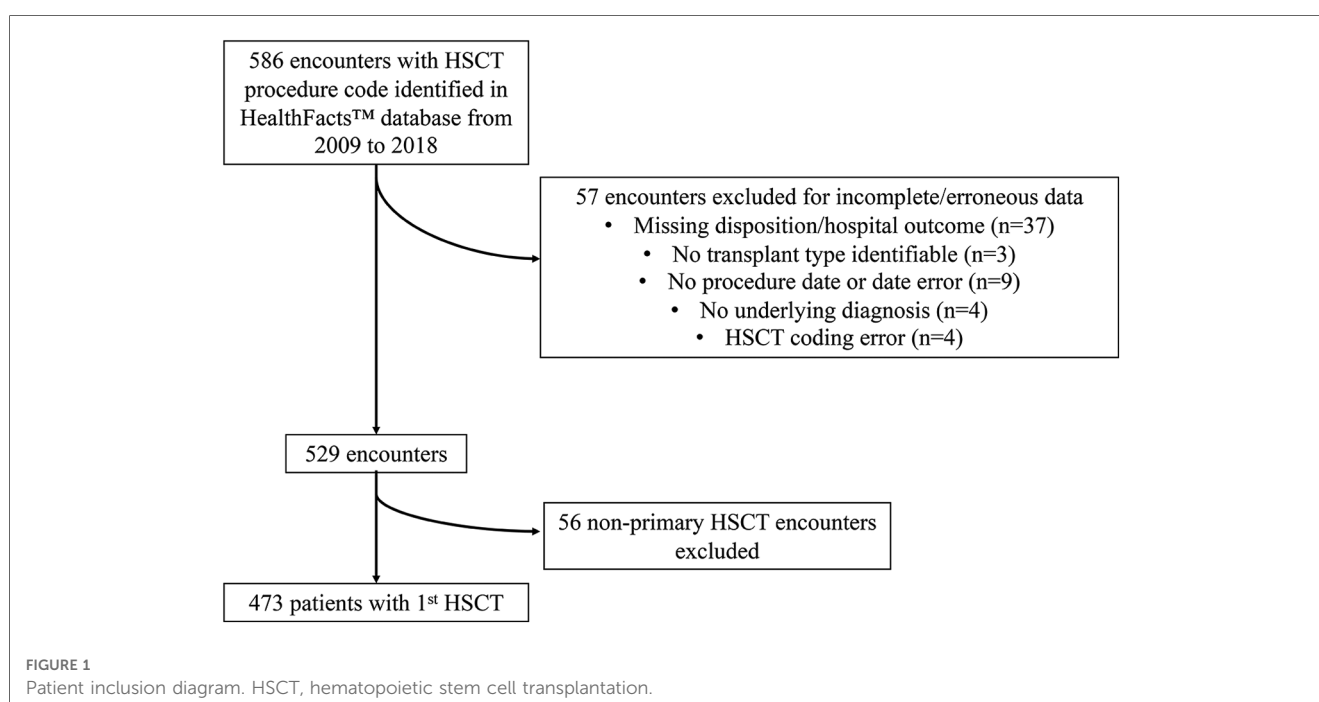 586 encounters with HSCT
procedure code identified in
HealthFacts™ database from
2009 to 2018
57 encounters excluded for incomplete/erroneous data
• Missing disposition/hospital outcome (n=37)
• No transplant type identifiable (n=3)
• No procedure date or date error (n=9)
• No underlying diagnosis (n=4)
• HSCT coding error (n=4)
529 encounters
56 non-primary HSCT encounters
excluded
473 patients with 1st HSCT
FIGURE 1
Patient inclusion diagram. HSCT, hematopoietic stem cell transplantation.